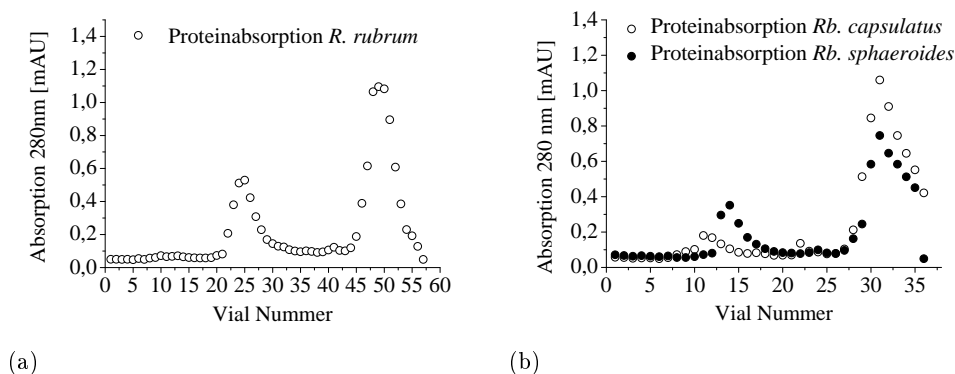 Proteinabsorption R. rubrum
Absorption 280nm [mAU]
1,4
1,2
1,0
0,8
0,6
0,4
0,2
0,0
0 5 10 15 20 25 30 35 40 45 50 55 60
Vial Nummer
(a)
Proteinabsorption Rb. capsulatus
Proteinabsorption Rb. sphaeroides
Absorption 280 nm [mAU]
1,4
1,2
1,0
0,8
0,6
0,4
0,2
0,0
0 5 10 15 20 25 30 35
Vial Nummer
(b)